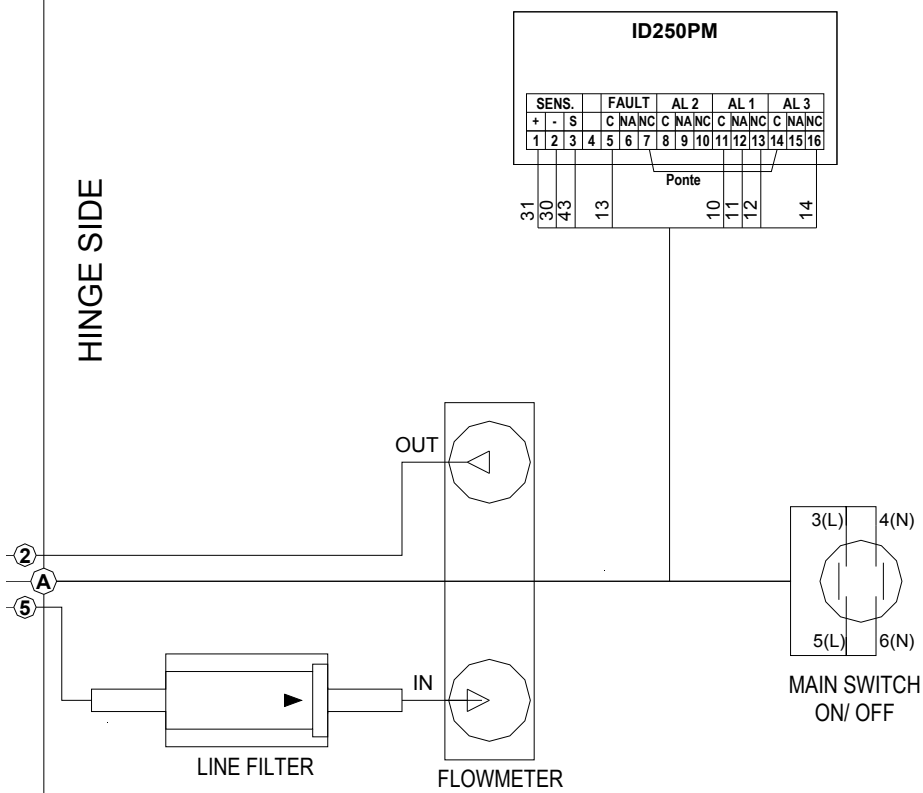 ID250PM
SENS. FAULT AL 2 AL 1 AL 3
+ - S C NA NC C NA NC C NA NC C NA NC
1 2 3 4 5 6 7 8 9 10 11 12 13 14 15 16
Ponte
31 30 43 13 10 11 12 14
HINGE SIDE
OUT
3(L) 4(N)
2
A
5
5(L) 6(N)
IN
MAIN SWITCH
ON/ OFF
LINE FILTER
FLOWMETER